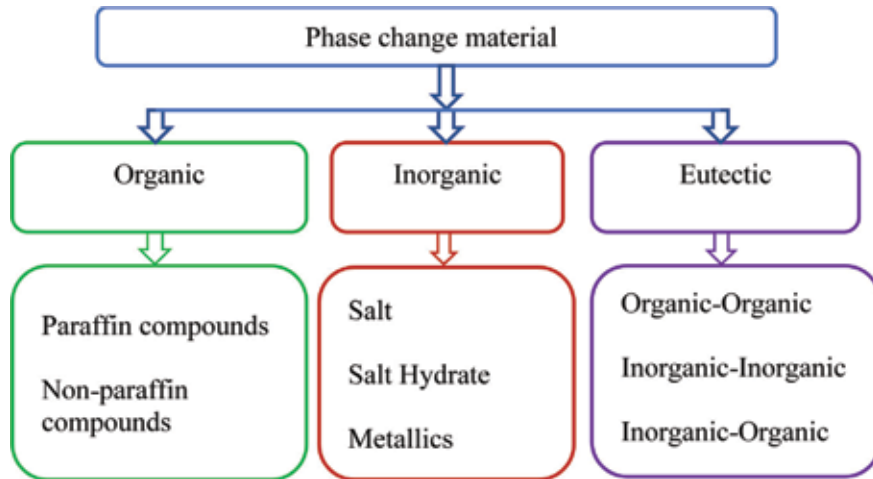 Phase change material
Organic
Inorganic
Eutectic
Paraffin compounds
Non-paraffin
compounds
Salt
Salt Hydrate
Metallics
Organic-Organic
Inorganic-Inorganic
Inorganic-Organic